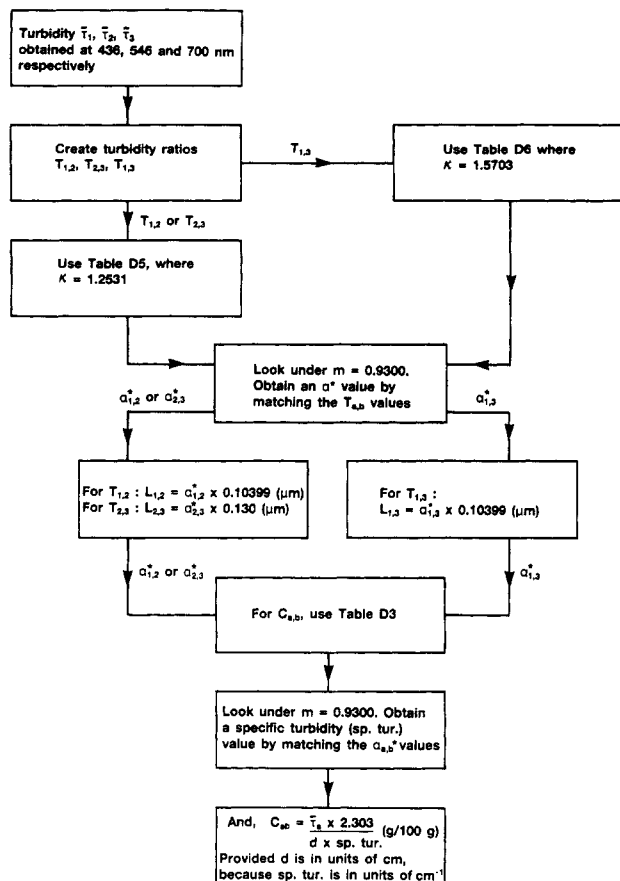 Turbidity τ̄₁, τ̄₂, τ̄₃
obtained at 436, 546 and 700 nm
respectively
Create turbidity ratios
T₁,₂, T₂,₃, T₁,₃
T₁,₃
Use Table D6 where
K = 1.5703
T₁,₂ or T₂,₃
Use Table D5, where
K = 1.2531
Look under m = 0.9300.
Obtain an α* value by
matching the Tₐ,b values
α*₁,₂ or α*₂,₃
α*₁,₃
For T₁,₂ : L₁,₂ = α*₁,₂ x 0.10399 (μm)
For T₂,₃ : L₂,₃ = α*₂,₃ x 0.130 (μm)
For T₁,₃ :
L₁,₃ = α*₁,₃ x 0.10399 (μm)
α*₁,₂ or α*₂,₃
α*₁,₃
For Cₐ,b, use Table D3
Look under m = 0.9300. Obtain
a specific turbidity (sp. tur.)
value by matching the αₐ,b* values
And, Cₐb = τ̄ₐ x 2.303 (g/100 g)
d x sp. tur.
Provided d is in units of cm,
because sp. tur. is in units of cm⁻¹